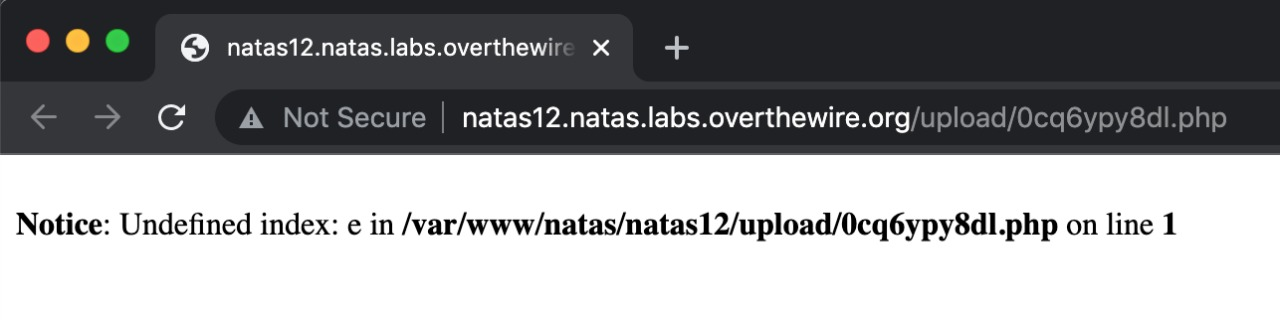 natas12.natas.labs.overthewire
Not Secure natas12.natas.labs.overthewire.org/upload/0cq6ypy8dl.php
Notice: Undefined index: e in /var/www/natas/natas12/upload/0cq6ypy8dl.php on line 1